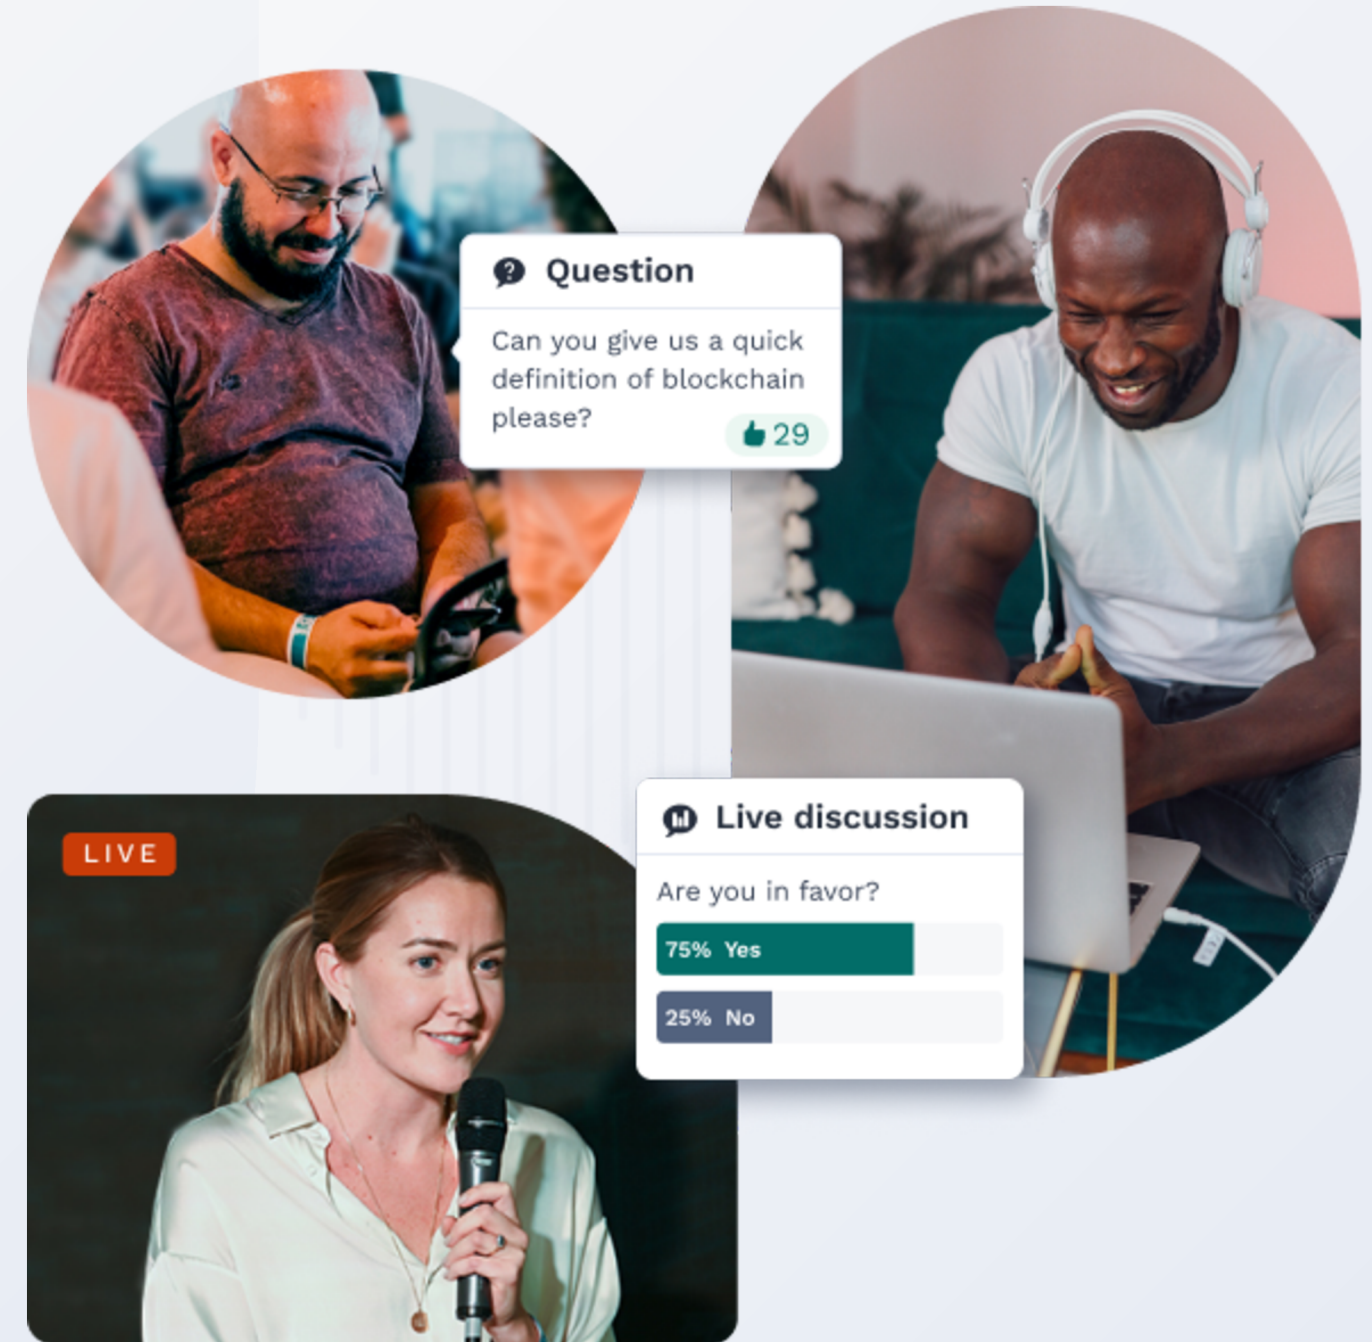 Question
Can you give us a quick
definition of blockchain
please?
29
LIVE
Live discussion
Are you in favor?
75% Yes
25% No